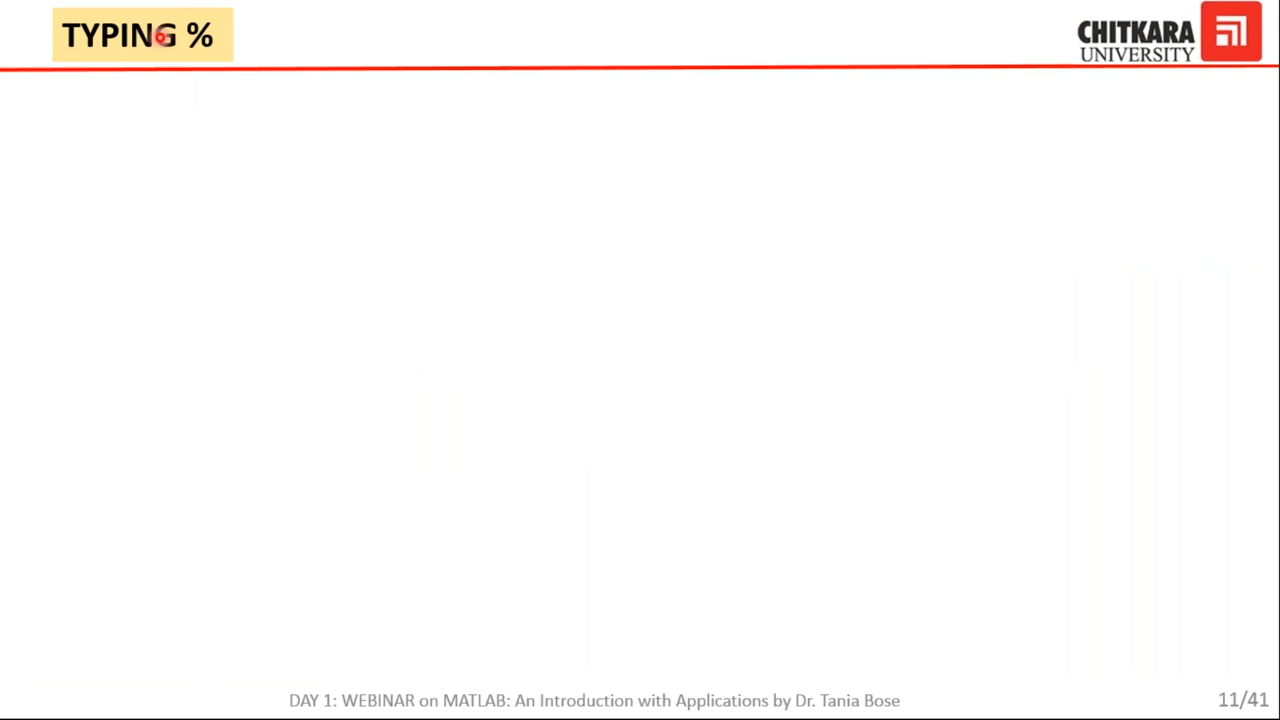 TYPING %
CHITKARA
UNIVERSITY
DAY 1: WEBINAR on MATLAB: An Introduction with Applications by Dr. Tania Bose
11/41